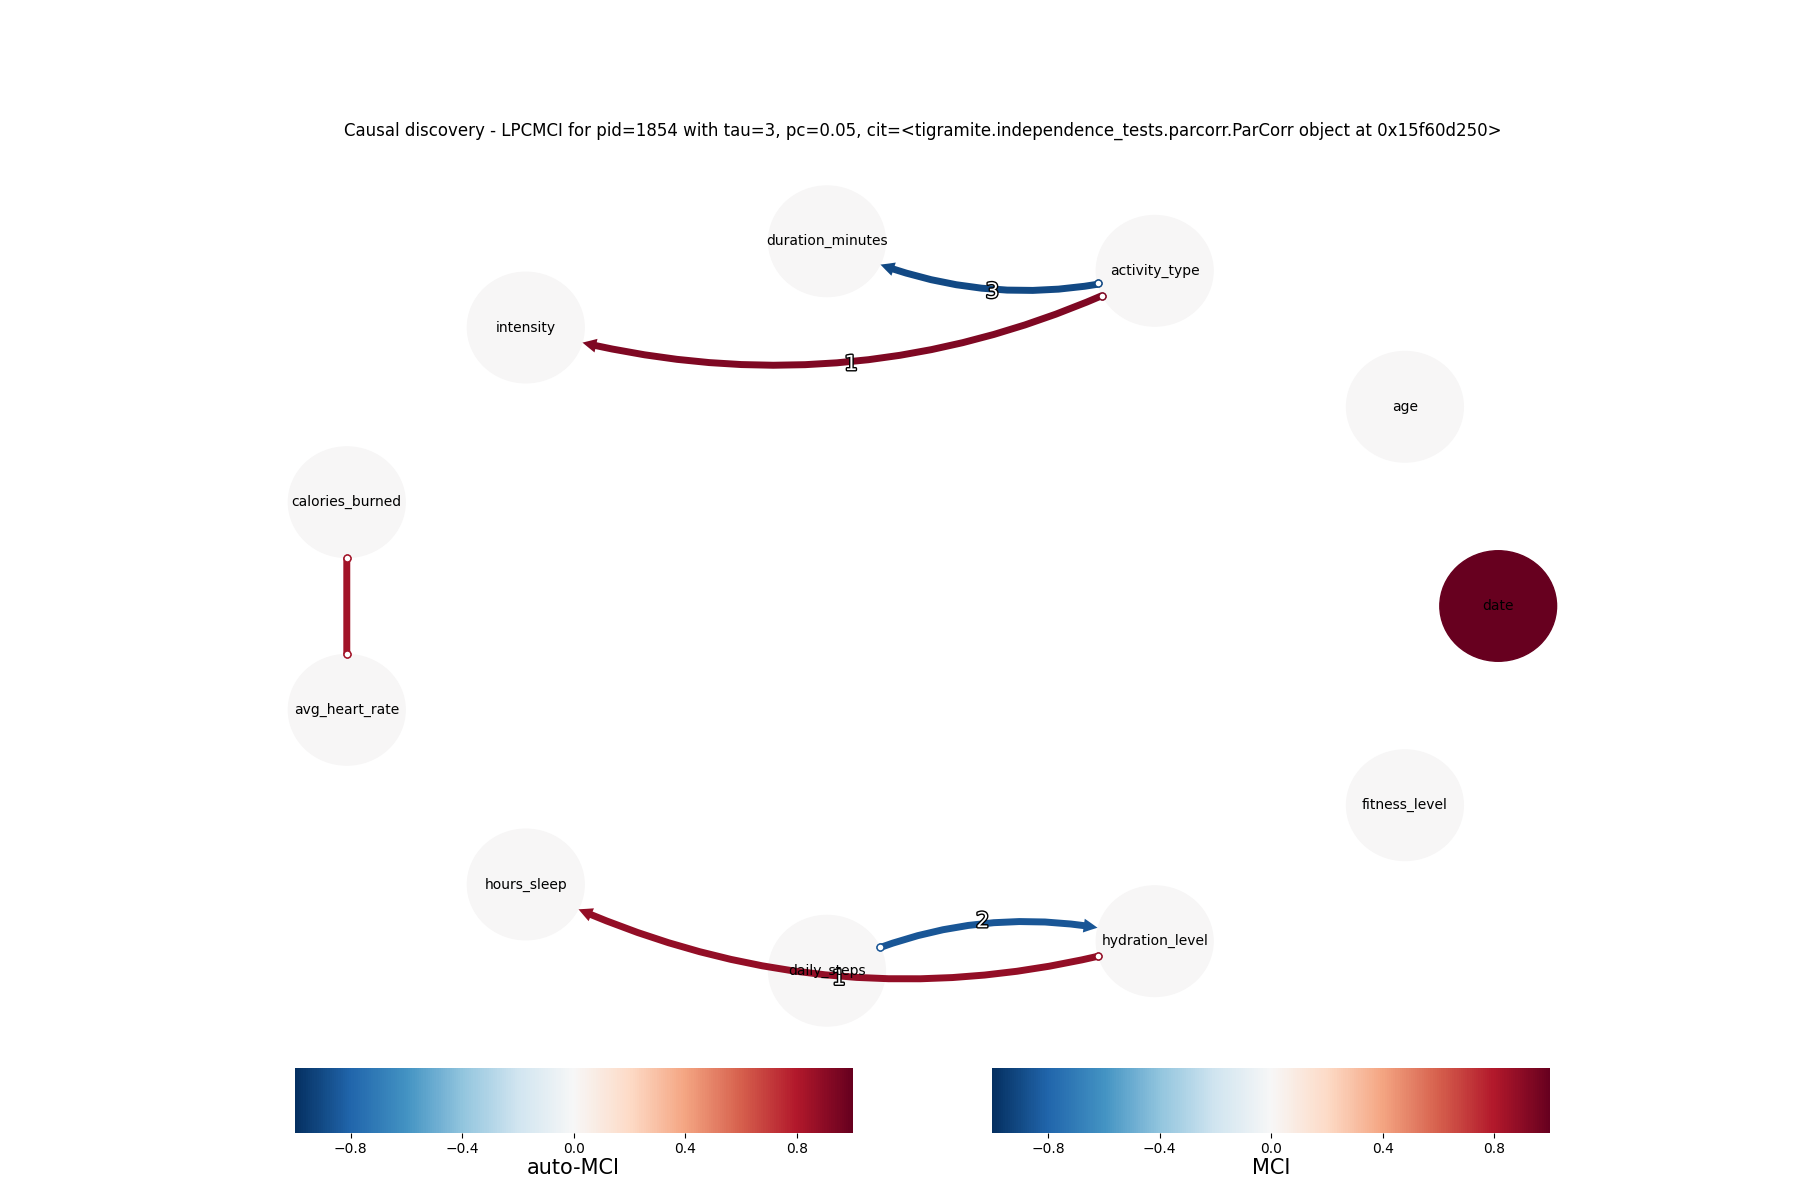 Causal discovery - LPCMCI for pid=1854 with tau=3, pc=0.05, cit=<tigramite.independence_tests.parcorr.ParCorr object at 0x15f60d250>
duration_minutes
activity_type
3
intensity
1
age
calories_burned
date
avg_heart_rate
fitness_level
hours_sleep
2
hydration_level
daily_steps
1
−0.8 −0.4 0.0 0.4 0.8
auto-MCI
−0.8 −0.4 0.0 0.4 0.8
MCI